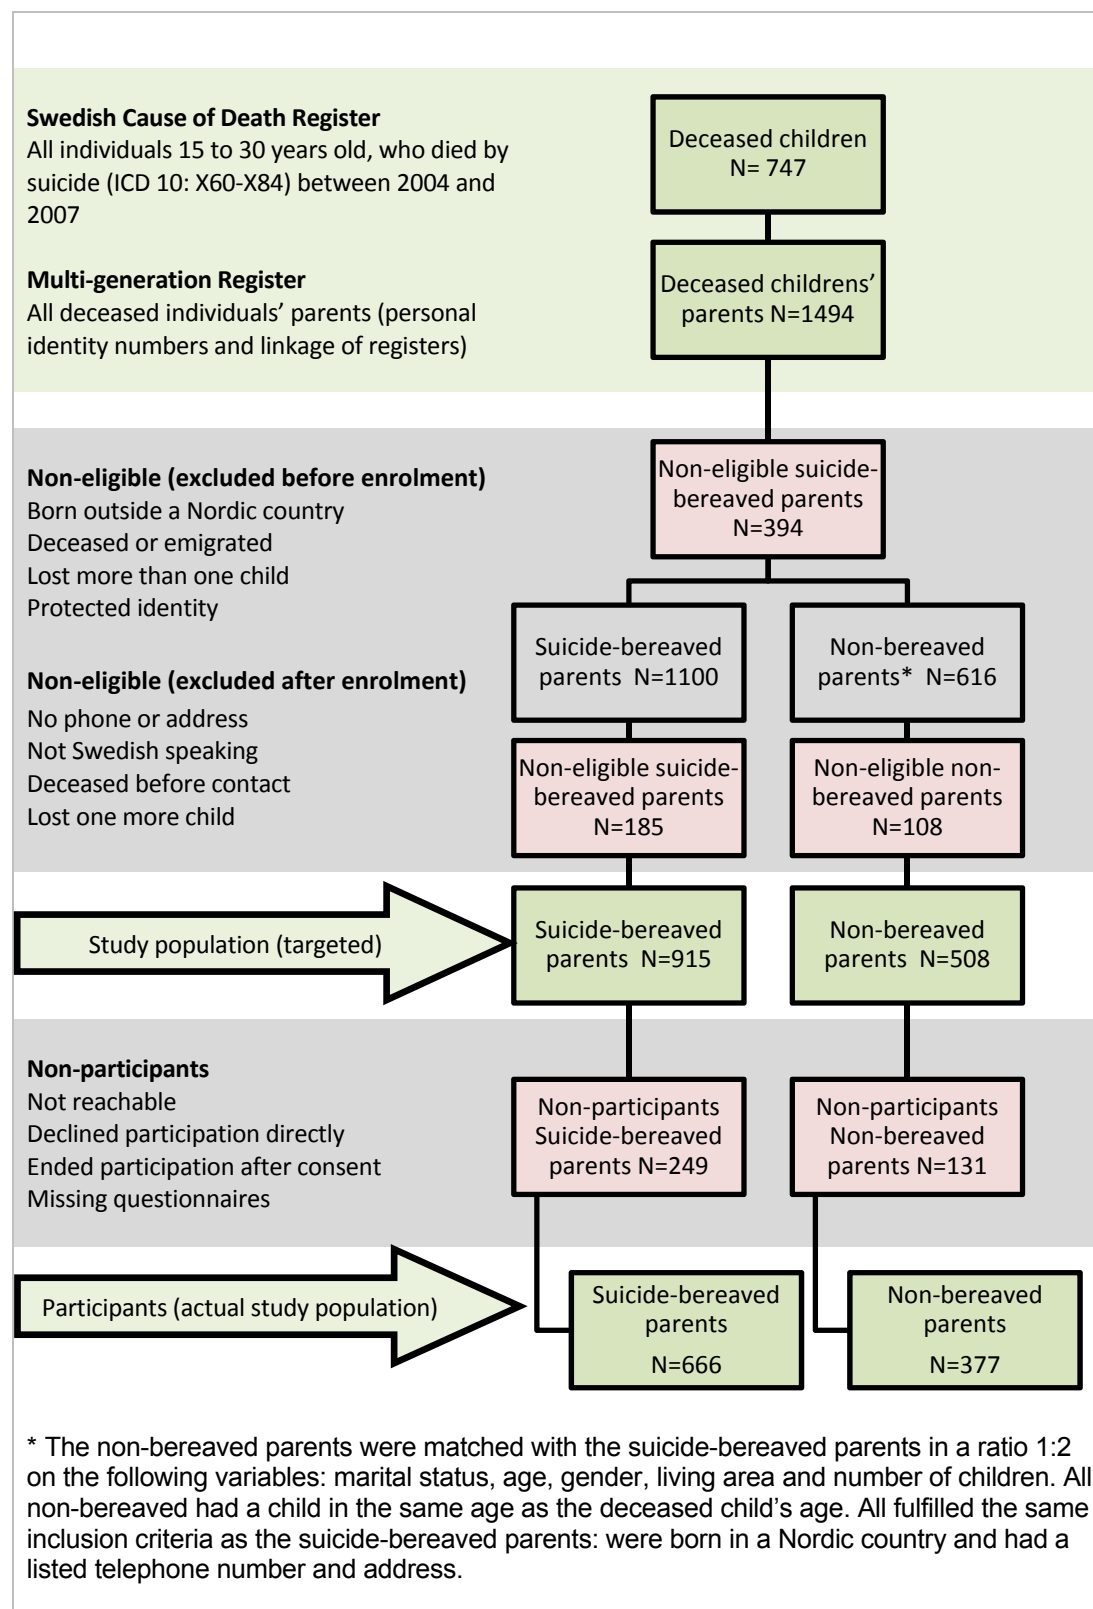 Swedish Cause of Death Register
All individuals 15 to 30 years old, who died by
suicide (ICD 10: X60-X84) between 2004 and
2007
Deceased children
N= 747
Multi-generation Register
All deceased individuals’ parents (personal
identity numbers and linkage of registers)
Deceased childrens’
parents N=1494
Non-eligible (excluded before enrolment)
Born outside a Nordic country
Deceased or emigrated
Lost more than one child
Protected identity
Non-eligible suicide-
bereaved parents
N=394
Suicide-bereaved
parents N=1100
Non-bereaved
parents* N=616
Non-eligible (excluded after enrolment)
No phone or address
Not Swedish speaking
Deceased before contact
Lost one more child
Non-eligible suicide-
bereaved parents
N=185
Non-eligible non-
bereaved parents
N=108
Study population (targeted)
Suicide-bereaved
parents N=915
Non-bereaved
parents N=508
Non-participants
Not reachable
Declined participation directly
Ended participation after consent
Missing questionnaires
Non-participants
Suicide-bereaved
parents N=249
Non-participants
Non-bereaved
parents N=131
Participants (actual study population)
Suicide-bereaved
parents
N=666
Non-bereaved
parents
N=377
* The non-bereaved parents were matched with the suicide-bereaved parents in a ratio 1:2
on the following variables: marital status, age, gender, living area and number of children. All
non-bereaved had a child in the same age as the deceased child’s age. All fulfilled the same
inclusion criteria as the suicide-bereaved parents: were born in a Nordic country and had a
listed telephone number and address.